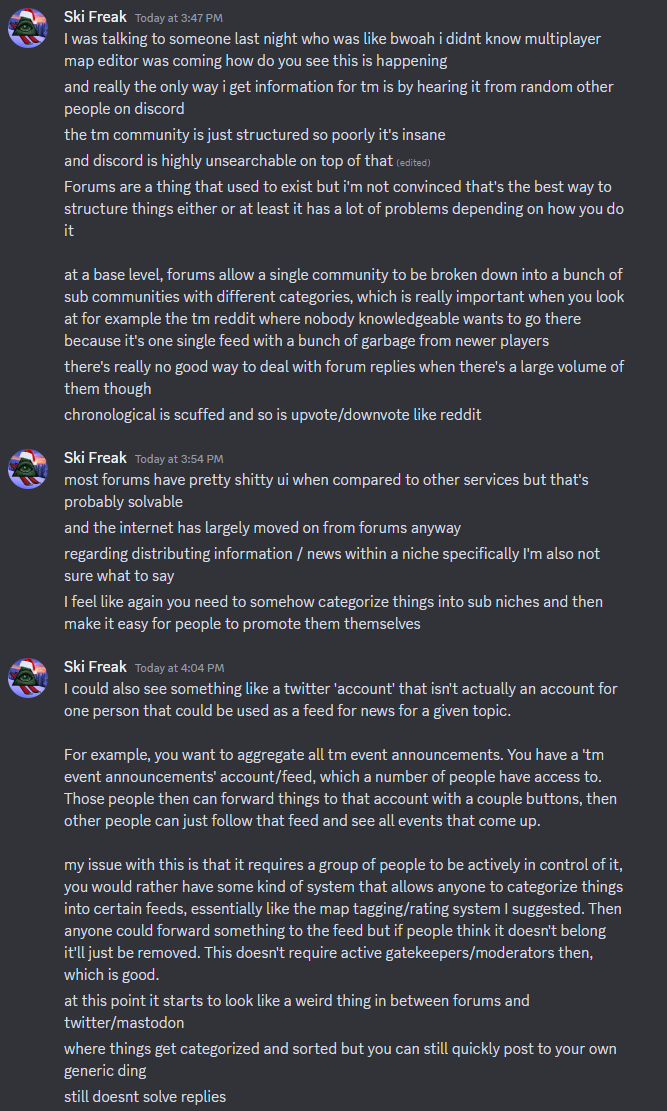 Ski Freak Today at 3:47 PM
I was talking to someone last night who was like bwoah i didnt know multiplayer
map editor was coming how do you see this is happening
and really the only way i get information for tm is by hearing it from random other
people on discord
the tm community is just structured so poorly it's insane
and discord is highly unsearchable on top of that (edited)
Forums are a thing that used to exist but i'm not convinced that's the best way to
structure things either or at least it has a lot of problems depending on how you do
it
at a base level, forums allow a single community to be broken down into a bunch of
sub communities with different categories, which is really important when you look
at for example the tm reddit where nobody knowledgeable wants to go there
because it's one single feed with a bunch of garbage from newer players
there's really no good way to deal with forum replies when there's a large volume of
them though
chronological is scuffed and so is upvote/downvote like reddit
Ski Freak Today at 3:54 PM
most forums have pretty shitty ui when compared to other services but that's
probably solvable
and the internet has largely moved on from forums anyway
regarding distributing information / news within a niche specifically I'm also not
sure what to say
I feel like again you need to somehow categorize things into sub niches and then
make it easy for people to promote them themselves
Ski Freak Today at 4:04 PM
I could also see something like a twitter 'account' that isn't actually an account for
one person that could be used as a feed for news for a given topic.
For example, you want to aggregate all tm event announcements. You have a 'tm
event announcements' account/feed, which a number of people have access to.
Those people then can forward things to that account with a couple buttons, then
other people can just follow that feed and see all events that come up.
my issue with this is that it requires a group of people to be actively in control of it,
you would rather have some kind of system that allows anyone to categorize things
into certain feeds, essentially like the map tagging/rating system I suggested. Then
anyone could forward something to the feed but if people think it doesn't belong
it'll just be removed. This doesn't require active gatekeepers/moderators then,
which is good.
at this point it starts to look like a weird thing in between forums and
twitter/mastodon
where things get categorized and sorted but you can still quickly post to your own
generic ding
still doesnt solve replies